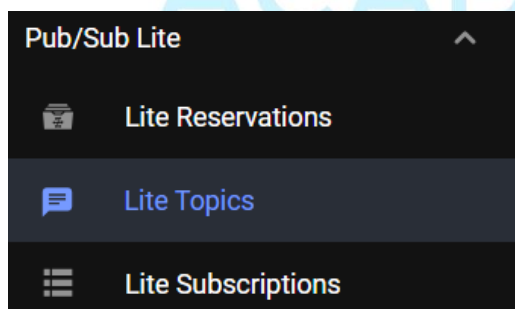 Pub/Sub Lite
Lite Reservations
Lite Topics
Lite Subscriptions